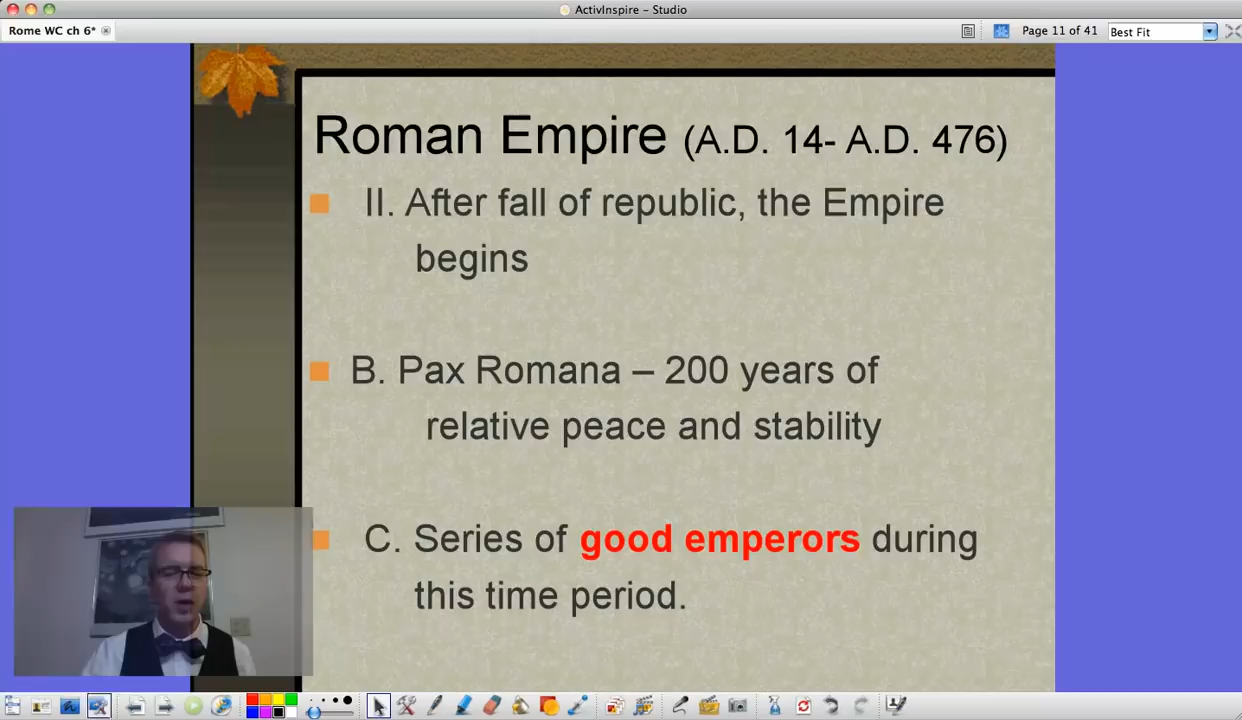 ActivInspire - Studio
Rome WC ch 6*
Page 11 of 41
Best Fit
Roman Empire (A.D. 14- A.D. 476)
II. After fall of republic, the Empire
begins
B. Pax Romana – 200 years of
relative peace and stability
C. Series of good emperors during
this time period.